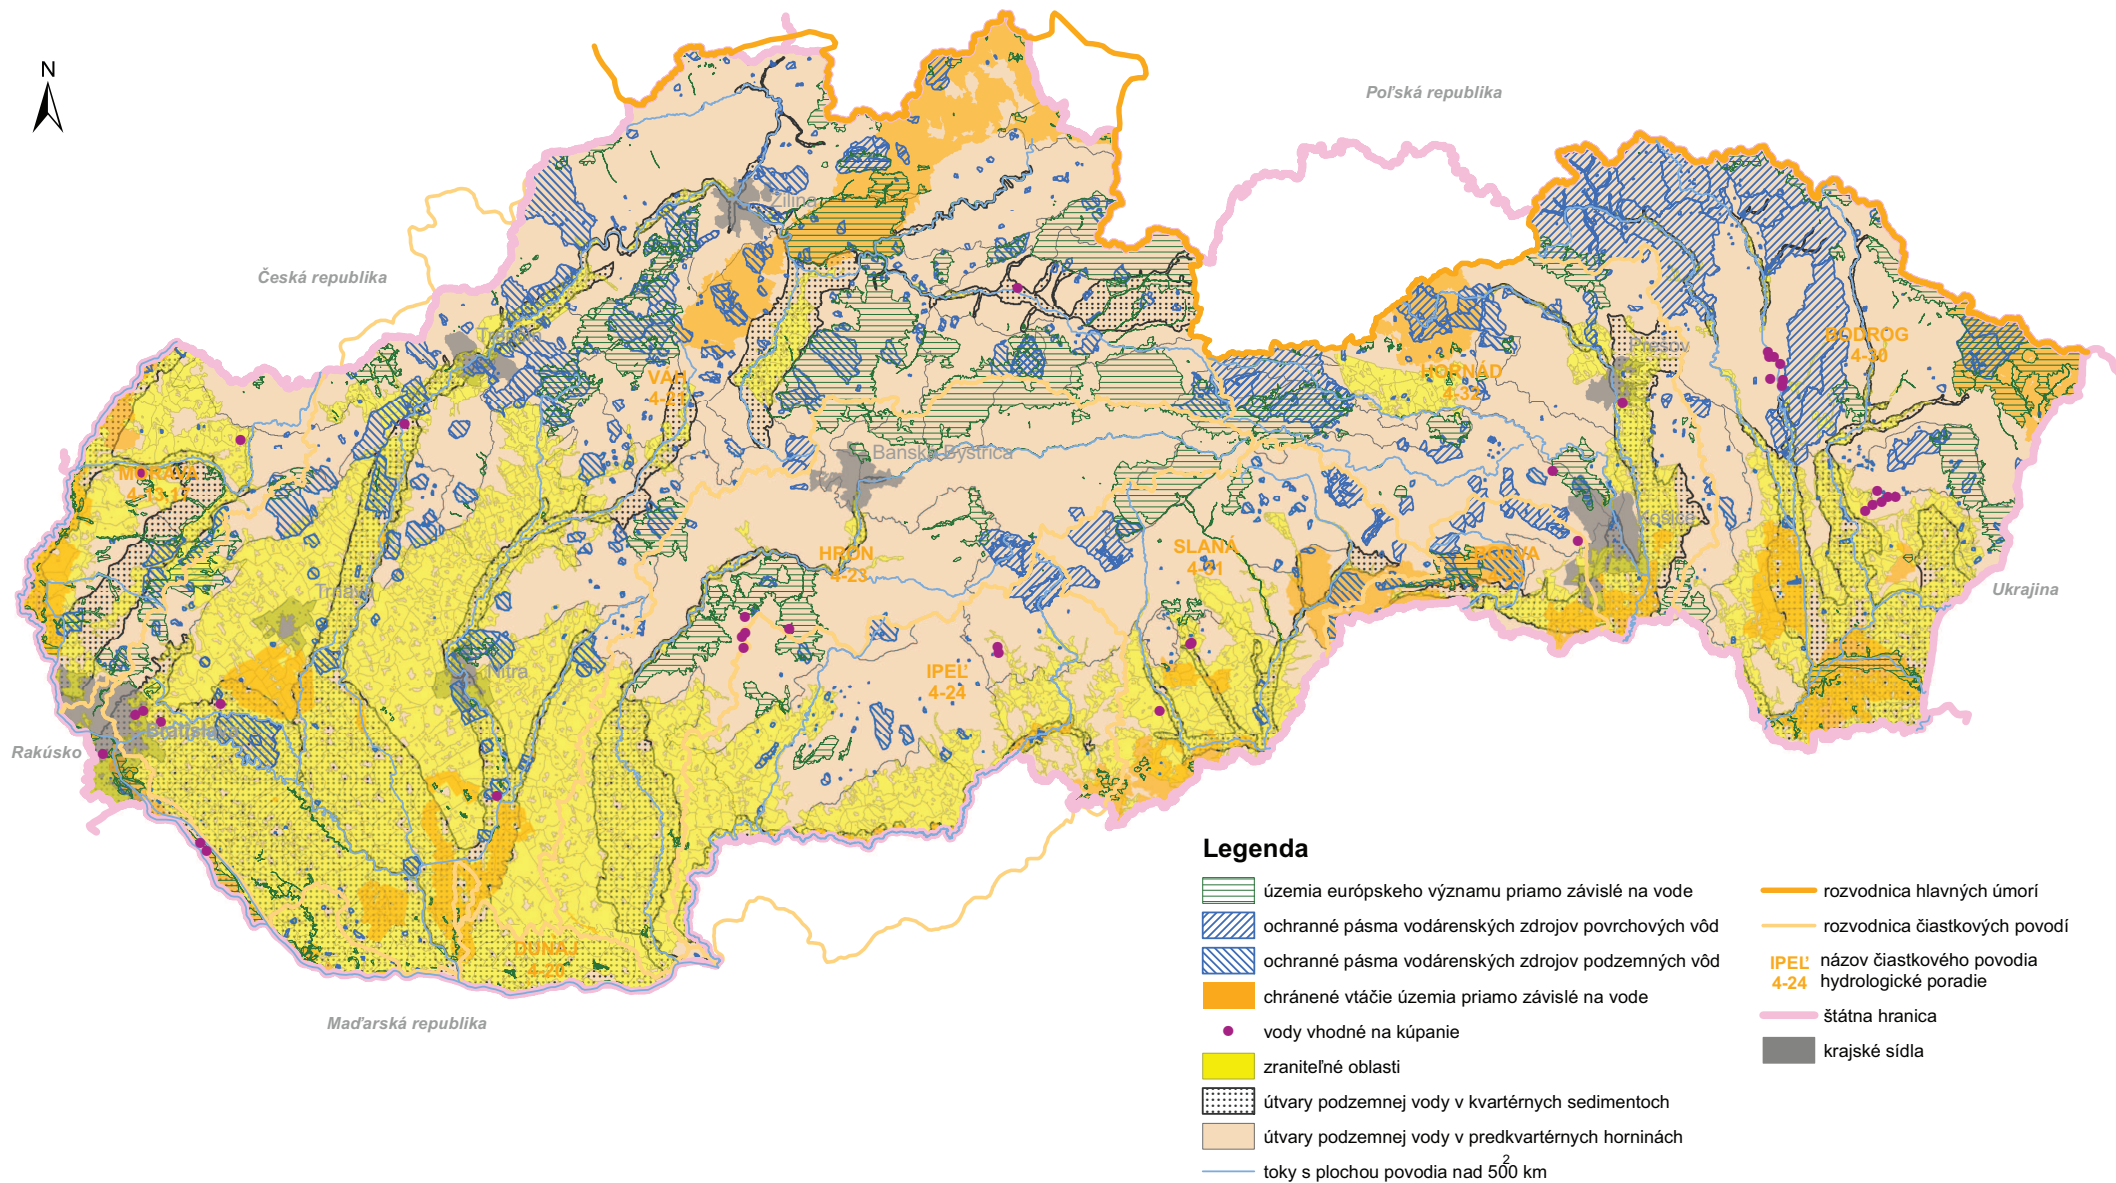 N
Poľská republika
Česká republika
Žilina
BODROG
4-30
Prešov
HORNÁD
4-32
VÁH
4-21
Banská Bystrica
MORAVA
4-13-17
Košice
SLANÁ
4-31
BODVA
HRON
4-23
Ukrajina
Trnava
IPEĽ
4-24
Nitra
Bratislava
Rakúsko
DUNAJ
4-20
Maďarská republika
Legenda
územia európskeho významu priamo závislé na vode
ochranné pásma vodárenských zdrojov povrchových vôd
ochranné pásma vodárenských zdrojov podzemných vôd
chránené vtáčie územia priamo závislé na vode
vody vhodné na kúpanie
zraniteľné oblasti
útvary podzemnej vody v kvartérnych sedimentoch
útvary podzemnej vody v predkvartérnych horninách
toky s plochou povodia nad 500 km²
rozvodnica hlavných úmorí
rozvodnica čiastkových povodí
IPEĽ názov čiastkového povodia
4-24 hydrologické poradie
štátna hranica
krajské sídla